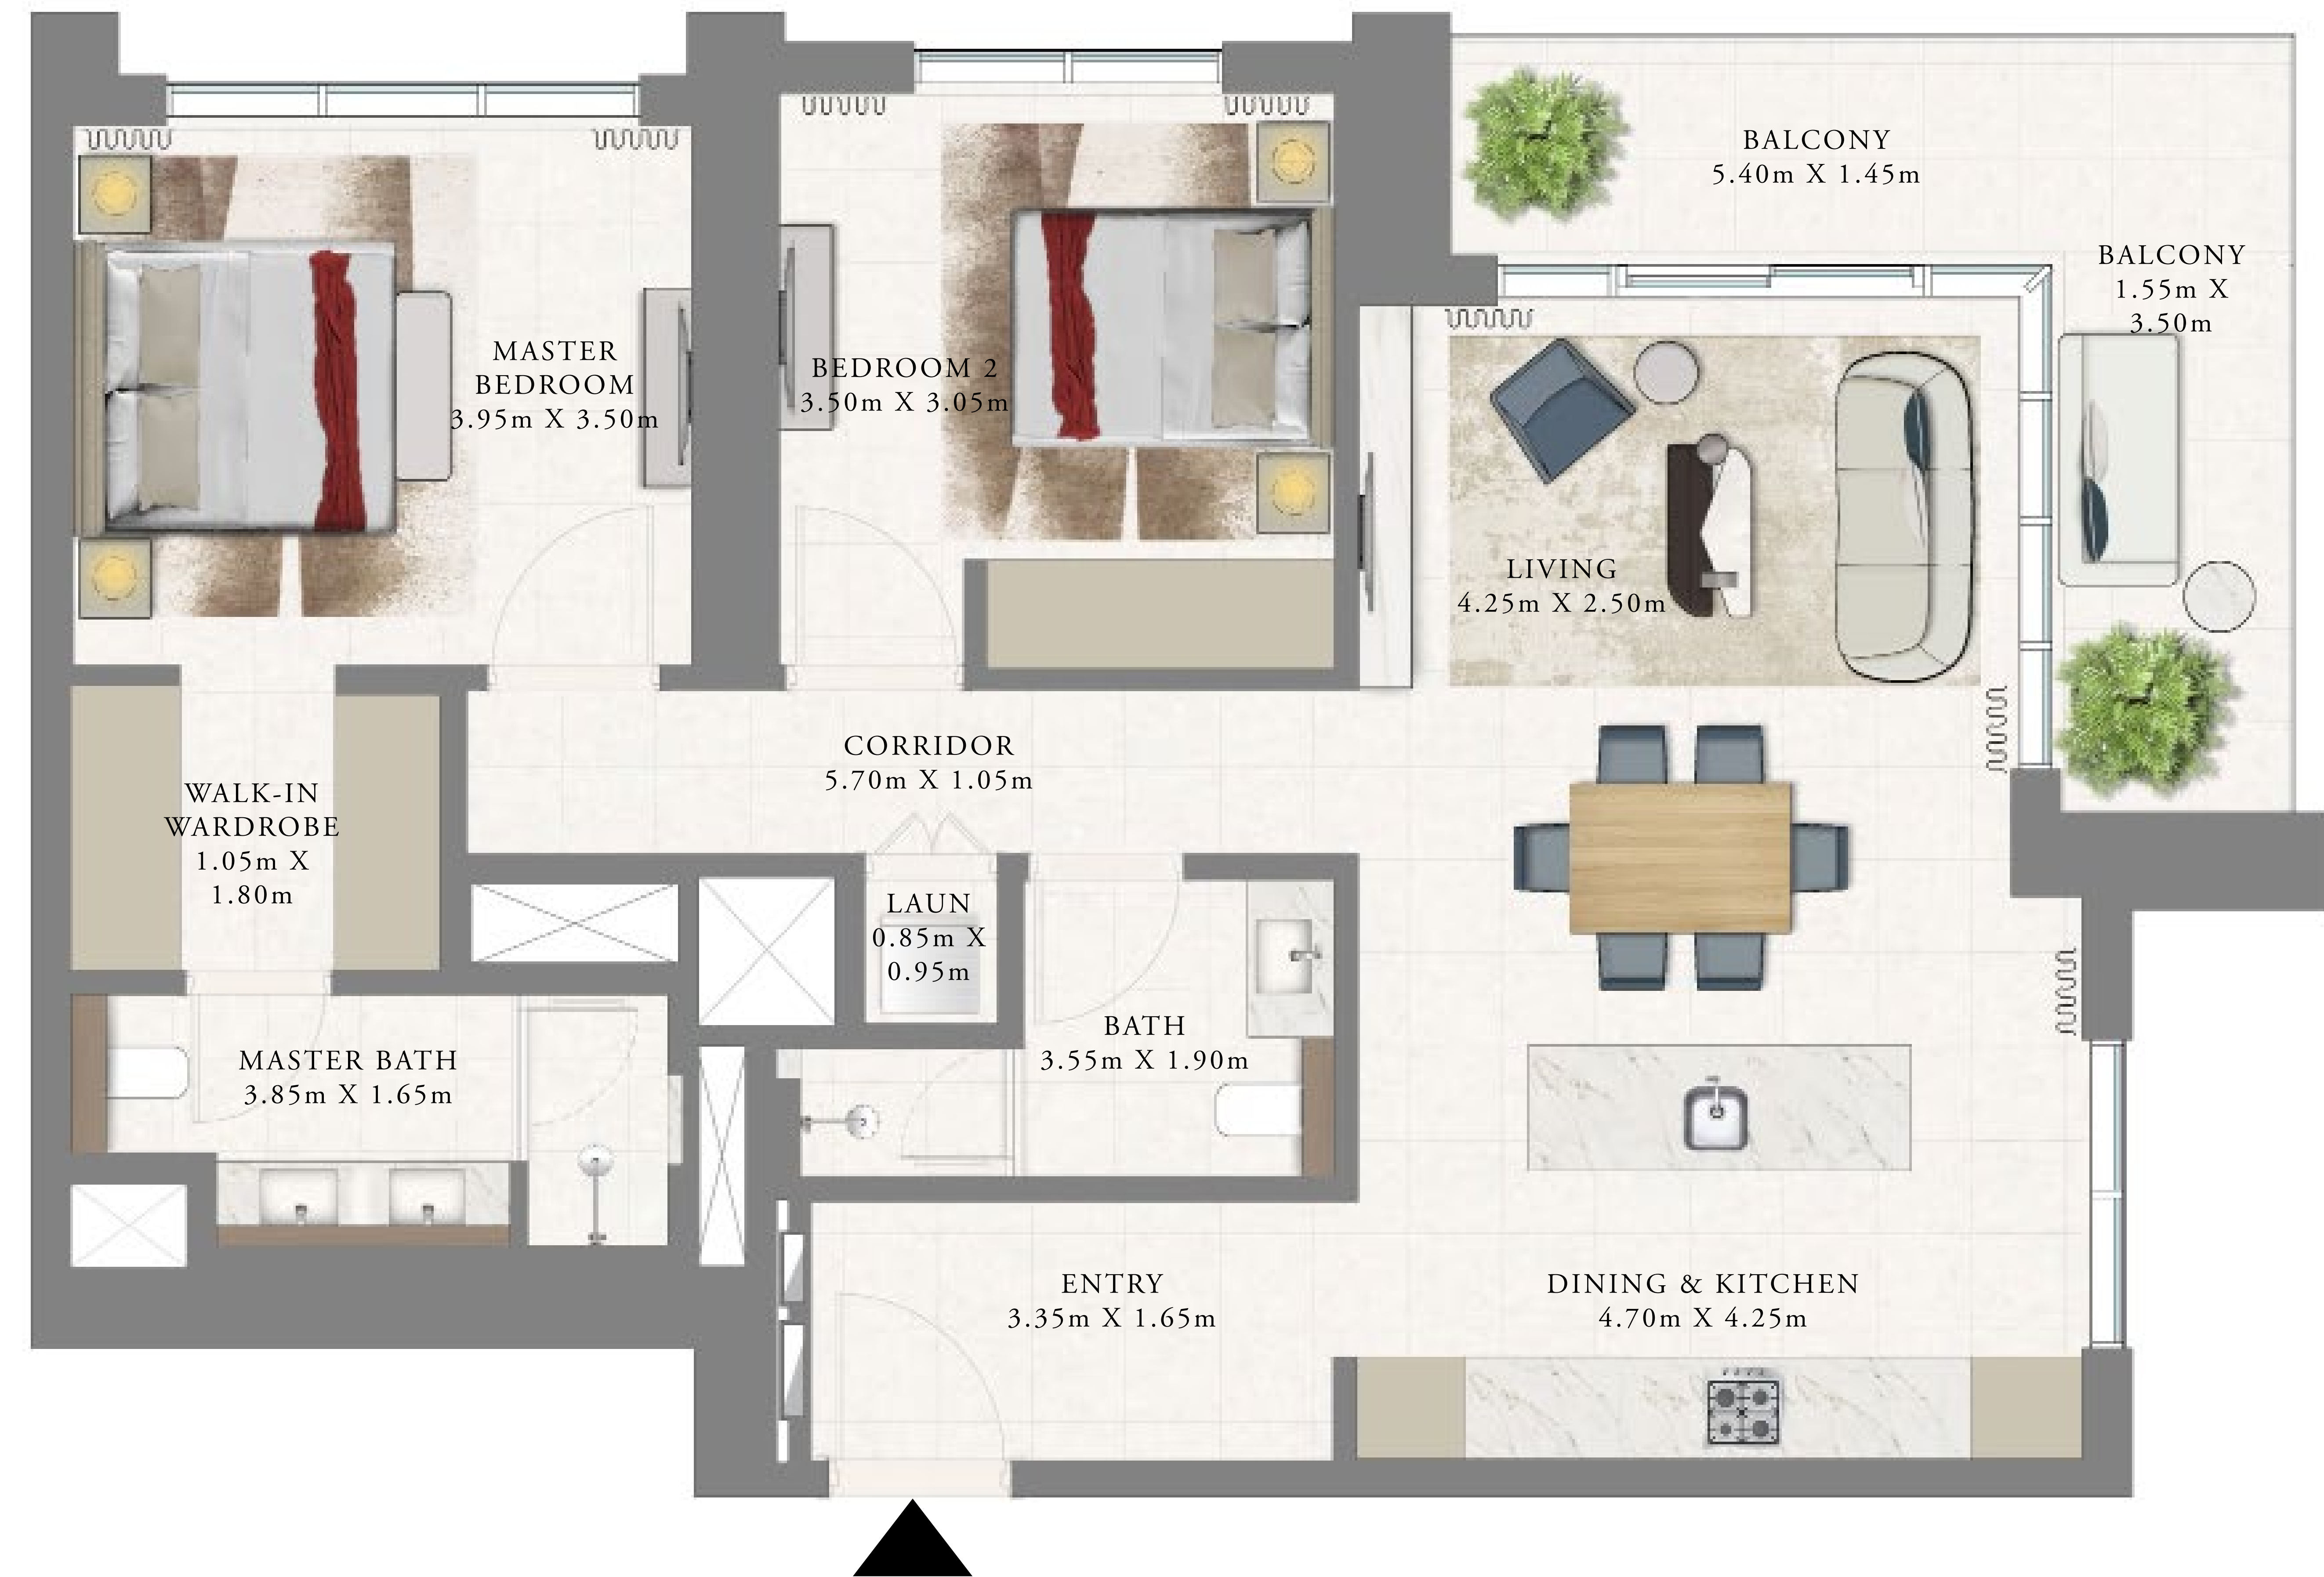 BALCONY
5.40m X 1.45m
BALCONY
1.55m X
3.50m
MASTER
BEDROOM
3.95m X 3.50m
BEDROOM 2
3.50m X 3.05m
LIVING
4.25m X 2.50m
CORRIDOR
5.70m X 1.05m
WALK-IN
WARDROBE
1.05m X
1.80m
LAUN
0.85m X
0.95m
BATH
3.55m X 1.90m
MASTER BATH
3.85m X 1.65m
ENTRY
3.35m X 1.65m
DINING & KITCHEN
4.70m X 4.25m